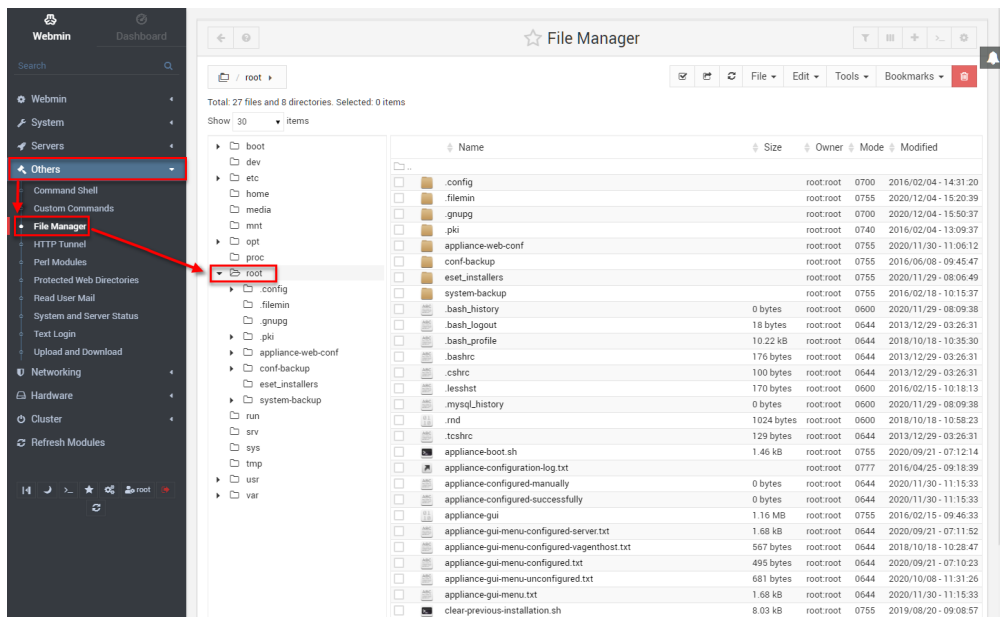 Webmin
Dashboard
Search
Webmin
System
Servers
Others
Command Shell
Custom Commands
File Manager
HTTP Tunnel
Perl Modules
Protected Web Directories
Read User Mail
System and Server Status
Text Login
Upload and Download
Networking
Hardware
Cluster
Refresh Modules
root
File Manager
/ root
File Edit Tools Bookmarks
Total: 27 files and 8 directories. Selected: 0 items
Show 30 items
boot
dev
etc
home
media
mnt
opt
proc
root
.config
.filemin
.gnupg
.pki
appliance-web-conf
conf-backup
eset_installers
system-backup
run
srv
sys
tmp
usr
var
Name Size Owner Mode Modified
..
.config root:root 0700 2016/02/04 - 14:31:20
.filemin root:root 0755 2020/12/04 - 15:20:39
.gnupg root:root 0700 2020/12/04 - 15:50:37
.pki root:root 0740 2016/02/04 - 13:09:37
appliance-web-conf root:root 0755 2020/11/30 - 11:06:12
conf-backup root:root 0755 2016/06/08 - 09:45:47
eset_installers root:root 0755 2020/11/29 - 08:06:49
system-backup root:root 0755 2016/02/18 - 10:15:37
.bash_history 0 bytes root:root 0600 2020/11/29 - 08:09:38
.bash_logout 18 bytes root:root 0644 2013/12/29 - 03:26:31
.bash_profile 10.22 kB root:root 0644 2018/10/18 - 10:35:30
.bashrc 176 bytes root:root 0644 2013/12/29 - 03:26:31
.cshrc 100 bytes root:root 0644 2013/12/29 - 03:26:31
.lesshst 170 bytes root:root 0600 2016/02/15 - 10:18:13
.mysql_history 0 bytes root:root 0600 2020/11/29 - 08:09:38
.rnd 1024 bytes root:root 0600 2018/10/18 - 10:58:23
.tcshrc 129 bytes root:root 0644 2013/12/29 - 03:26:31
appliance-boot.sh 1.46 kB root:root 0755 2020/09/21 - 07:12:14
appliance-configuration-log.txt root:root 0777 2016/04/25 - 09:18:39
appliance-configured-manually 0 bytes root:root 0644 2020/11/30 - 11:15:33
appliance-configured-successfully 0 bytes root:root 0644 2020/11/30 - 11:15:33
appliance-gui 1.16 MB root:root 0755 2016/02/15 - 09:46:33
appliance-gui-menu-configured-server.txt 1.68 kB root:root 0644 2020/09/21 - 07:11:52
appliance-gui-menu-configured-vagenthost.txt 567 bytes root:root 0644 2018/10/18 - 10:28:47
appliance-gui-menu-configured.txt 495 bytes root:root 0644 2020/09/21 - 07:10:23
appliance-gui-menu-unconfigured.txt 681 bytes root:root 0644 2020/10/08 - 11:31:26
appliance-gui-menu.txt 1.68 kB root:root 0644 2020/11/30 - 11:15:33
clear-previous-installation.sh 8.03 kB root:root 0755 2019/08/20 - 09:08:57